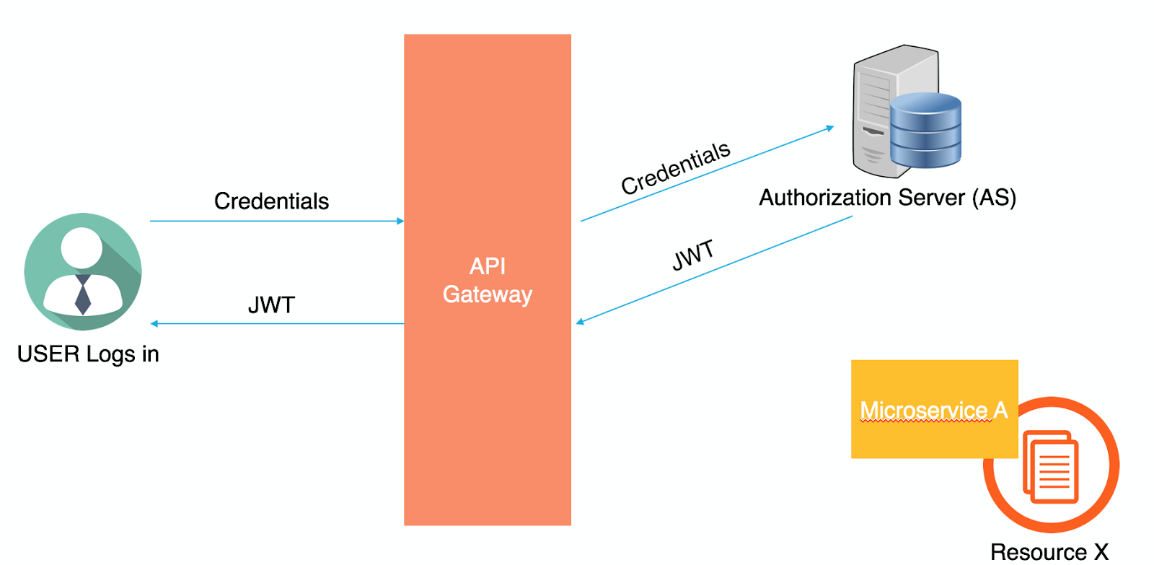 Credentials
Credentials
Authorization Server (AS)
API
Gateway
JWT
JWT
USER Logs in
Microservice A
Resource X